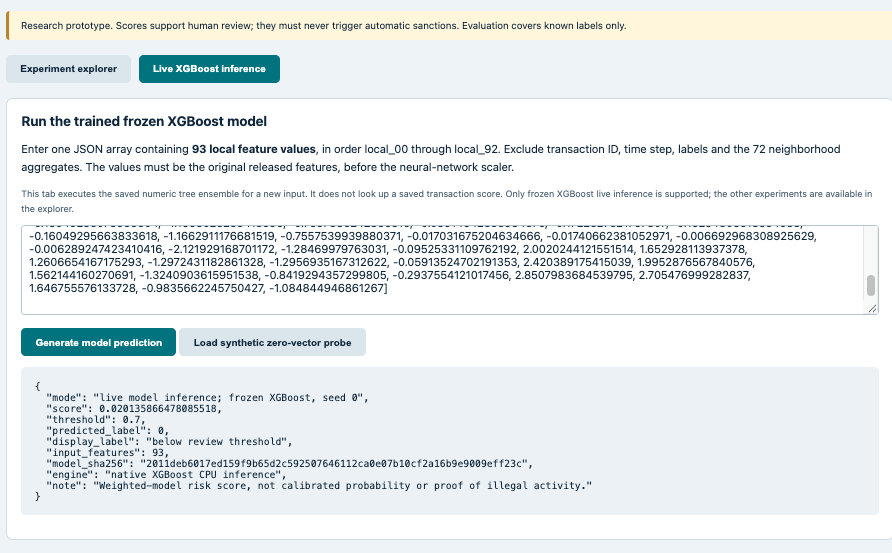 Research prototype. Scores support human review; they must never trigger automatic sanctions. Evaluation covers known labels only.
Experiment explorer
Live XGBoost inference
Run the trained frozen XGBoost model
Enter one JSON array containing 93 local feature values, in order local_00 through local_92. Exclude transaction ID, time step, labels and the 72 neighborhood
aggregates. The values must be the original released features, before the neural-network scaler.
This tab executes the saved numeric tree ensemble for a new input. It does not look up a saved transaction score. Only frozen XGBoost live inference is supported; the other experiments are available in
the explorer.
-0.16049295663833618, -1.1662911176681519, -0.7557539939880371, -0.017031675204634666, -0.01740662381052971, -0.006692968308925629,
-0.006289247423410416, -2.121929168701172, -1.28469979763031, -0.09525331109762192, 2.0020244121551514, 1.652928113937378,
1.2606654167175293, -1.2972431182861328, -1.2956935167312622, -0.05913524702191353, 2.420389175415039, 1.9952876567840576,
1.562144160270691, -1.3240903615951538, -0.8419294357299805, -0.2937554121017456, 2.8507983684539795, 2.705476999282837,
1.646755576133728, -0.9835662245750427, -1.084844946861267]
Generate model prediction
Load synthetic zero-vector probe
{
"mode": "live model inference; frozen XGBoost, seed 0",
"score": 0.020135866478085518,
"threshold": 0.7,
"predicted_label": 0,
"display_label": "below review threshold",
"input_features": 93,
"model_sha256": "2011deb6017ed159f9b65d2c592507646112ca0e07b10cf2a16b9e9009eff23c",
"engine": "native XGBoost CPU inference",
"note": "Weighted-model risk score, not calibrated probability or proof of illegal activity."
}